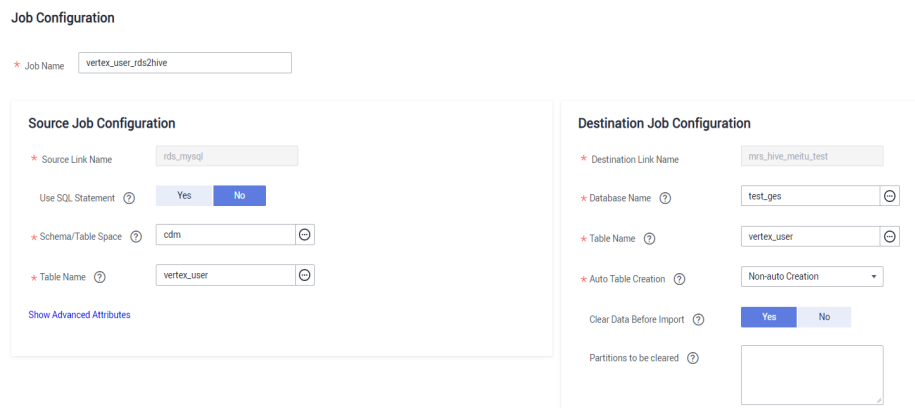 Job Configuration
* Job Name vertex_user_rds2hive
Source Job Configuration
* Source Link Name rds_mysql
Use SQL Statement ? Yes No
* Schema/Table Space ? cdm
* Table Name ? vertex_user
Show Advanced Attributes
Destination Job Configuration
* Destination Link Name mrs_hive_meitu_test
* Database Name ? test_ges
* Table Name ? vertex_user
* Auto Table Creation ? Non-auto Creation
Clear Data Before Import ? Yes No
Partitions to be cleared ?